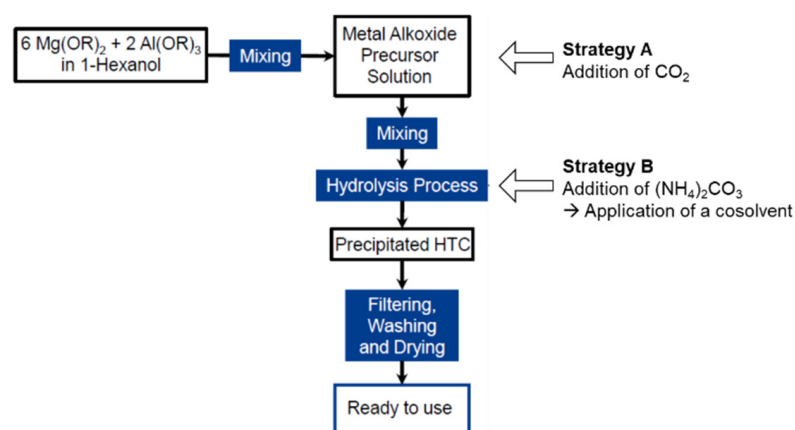 6 Mg(OR)₂ + 2 Al(OR)₃
in 1-Hexanol
Mixing
Metal Alkoxide
Precursor
Solution
Strategy A
Addition of CO₂
Mixing
Hydrolysis Process
Strategy B
Addition of (NH₄)₂CO₃
→ Application of a cosolvent
Precipitated HTC
Filtering,
Washing
and Drying
Ready to use